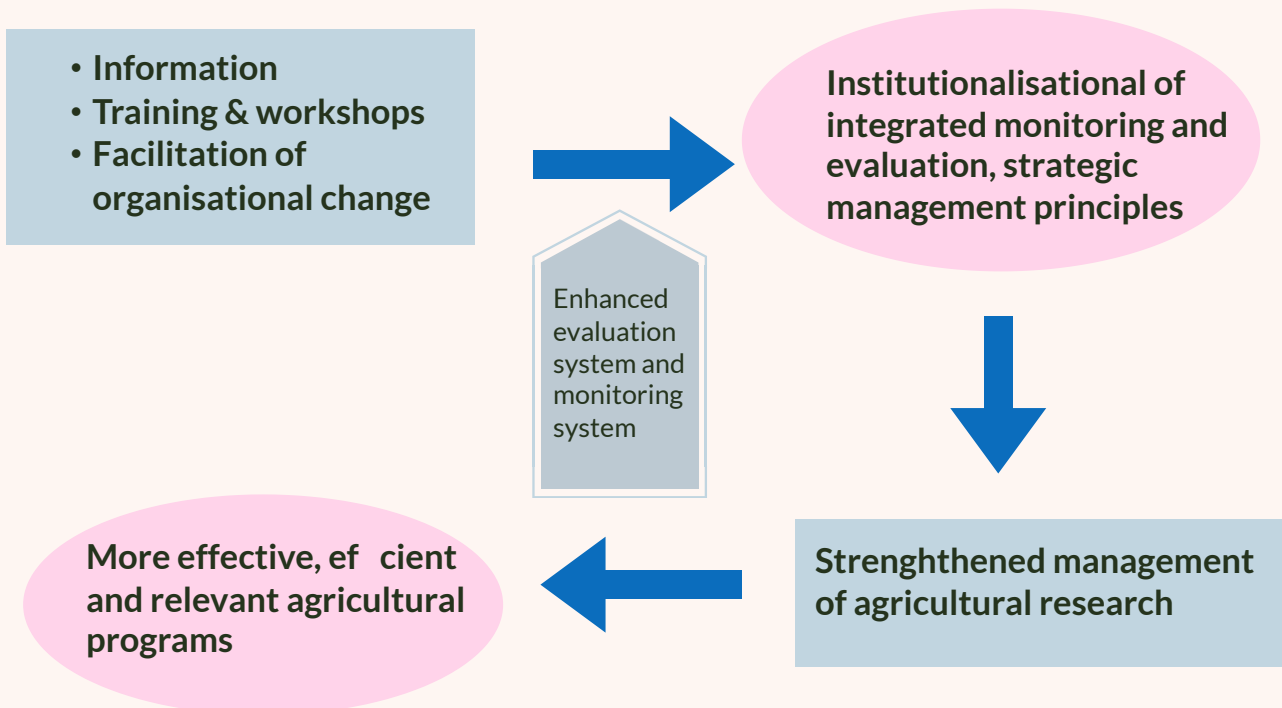 • Information
• Training & workshops
• Facilitation of
organisational change
Institutionalisational of
integrated monitoring and
evaluation, strategic
management principles
Enhanced
evaluation
system and
monitoring
system
Strenghthened management
of agricultural research
More effective, ef cient
and relevant agricultural
programs